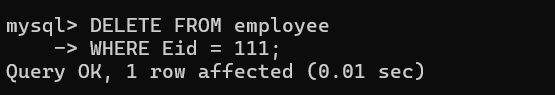 mysql> DELETE FROM employee
    -> WHERE Eid = 111;
Query OK, 1 row affected (0.01 sec)